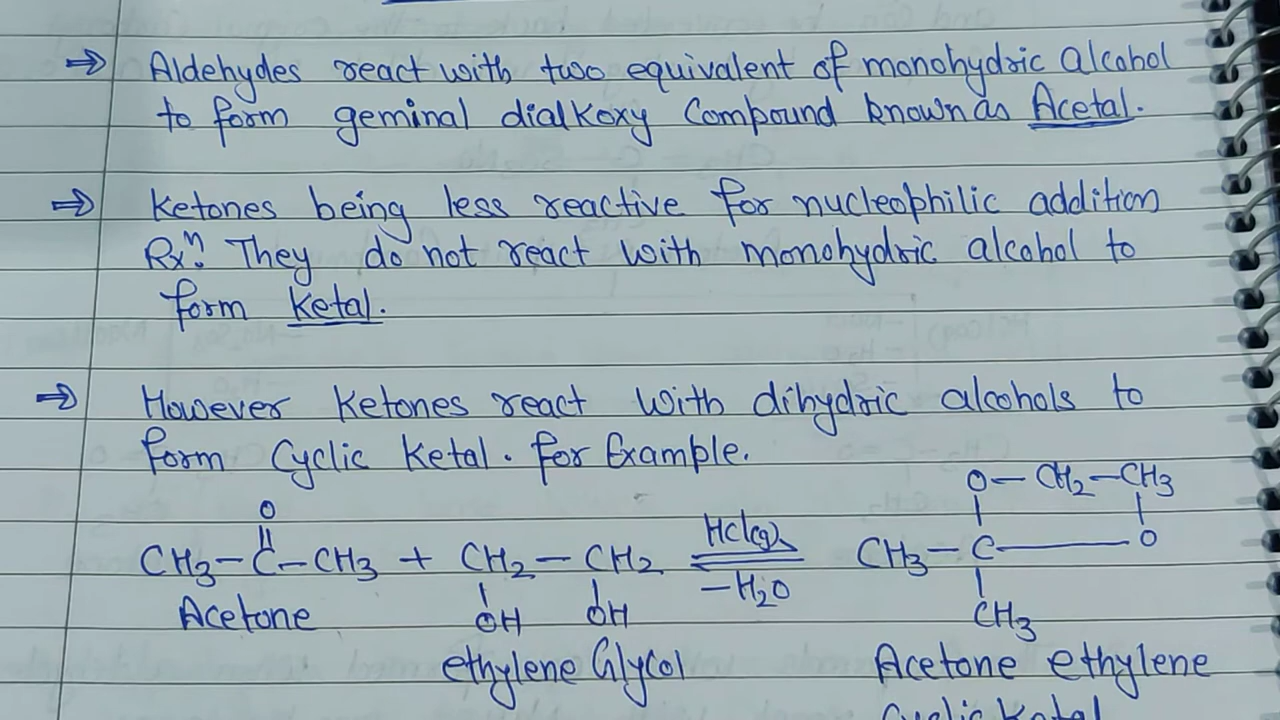 ⇒ Aldehydes react with two equivalent of monohydric alcohol
to form geminal dialkoxy Compound known as Acetal.
⇒ Ketones being less reactive for nucleophilic addition
Rxⁿ. They do not react with monohydric alcohol to
form Ketal.
⇒ However Ketones react with dihydric alcohols to
form Cyclic Ketal. For Example.
O O—CH₂—CH₃
|| HCl(g) | |
CH₃—C—CH₃ + CH₂—CH₂ ⇌ CH₃—C———O
| | —H₂O |
Acetone OH OH CH₃
ethylene Glycol Acetone ethylene
Cyclic Ketal